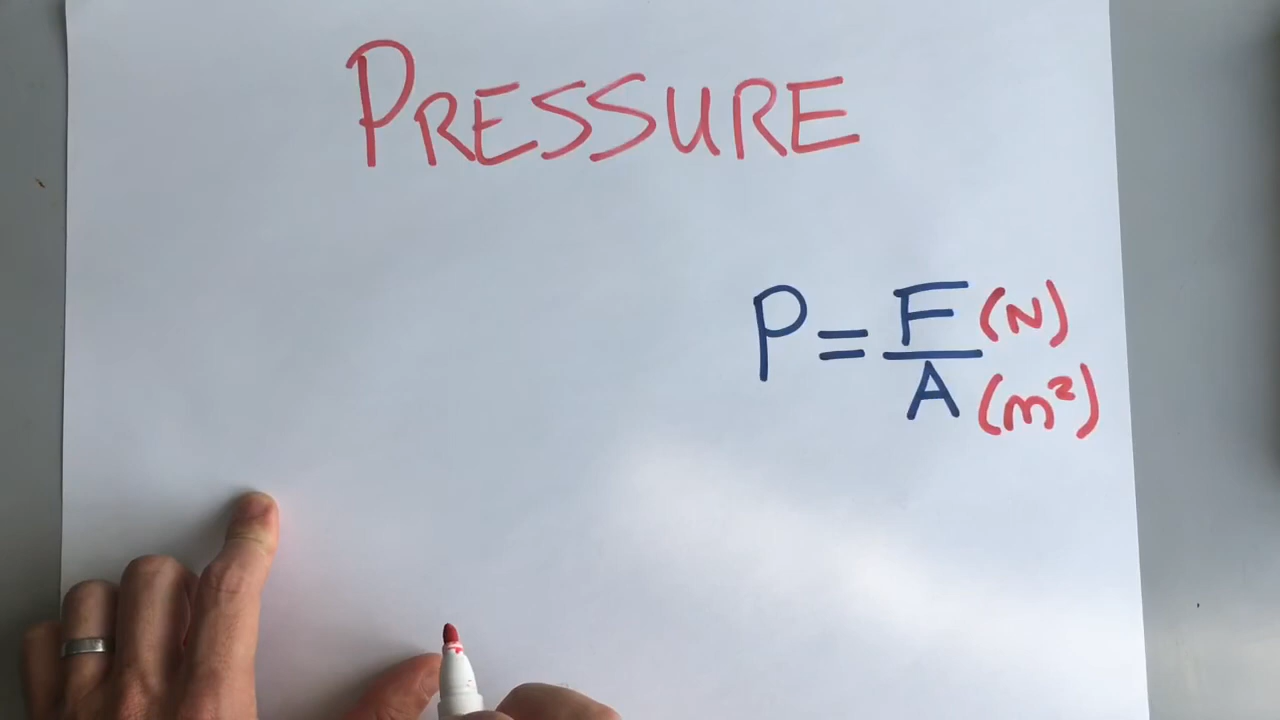 PRESSURE
P = F (N)
A (m²)